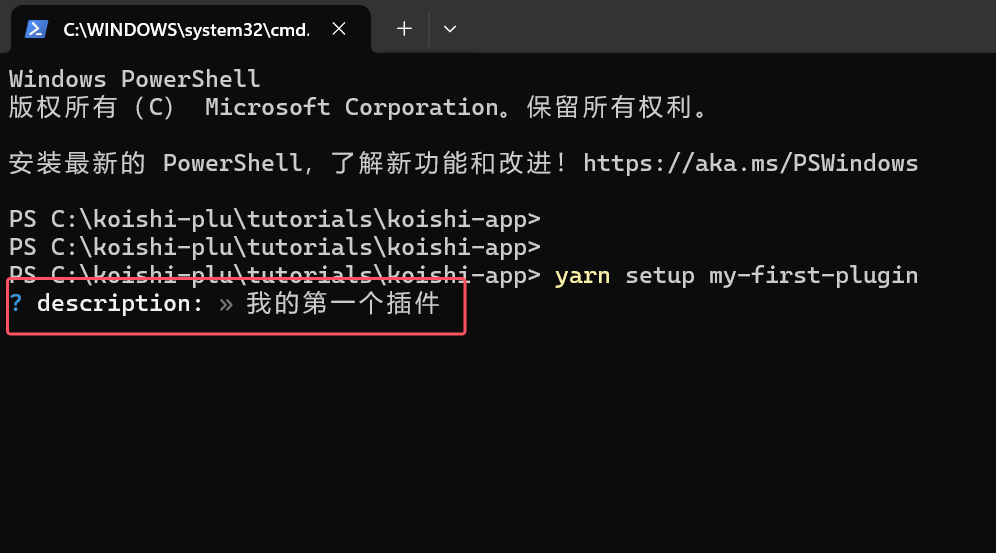 C:\WINDOWS\system32\cmd.
Windows PowerShell
版权所有（C） Microsoft Corporation。保留所有权利。
安装最新的 PowerShell，了解新功能和改进！https://aka.ms/PSWindows
PS C:\koishi-plu\tutorials\koishi-app>
PS C:\koishi-plu\tutorials\koishi-app>
PS C:\koishi-plu\tutorials\koishi-app> yarn setup my-first-plugin
? description: » 我的第一个插件